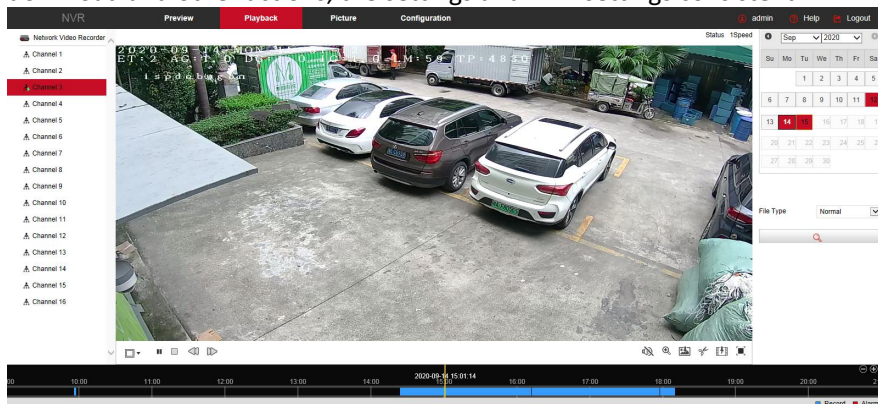 NVR Preview Playback Picture Configuration admin Help Logout
Network Video Recorder
Channel 1
Channel 2
Channel 3
Channel 4
Channel 5
Channel 6
Channel 7
Channel 8
Channel 9
Channel 10
Channel 11
Channel 12
Channel 13
Channel 14
Channel 15
Channel 16
Status 1Speed
Sep 2020
Su Mo Tu We Th Fr Sa
1 2 3 4 5
6 7 8 9 10 11 12
13 14 15 16 17 18
20 21 22 23 24 25
27 28 29 30
File Type Normal
2020-09-14 15:01:14
10:00 11:00 12:00 13:00 14:00 15:00 16:00 17:00 18:00 19:00 20:00
Record Alarm